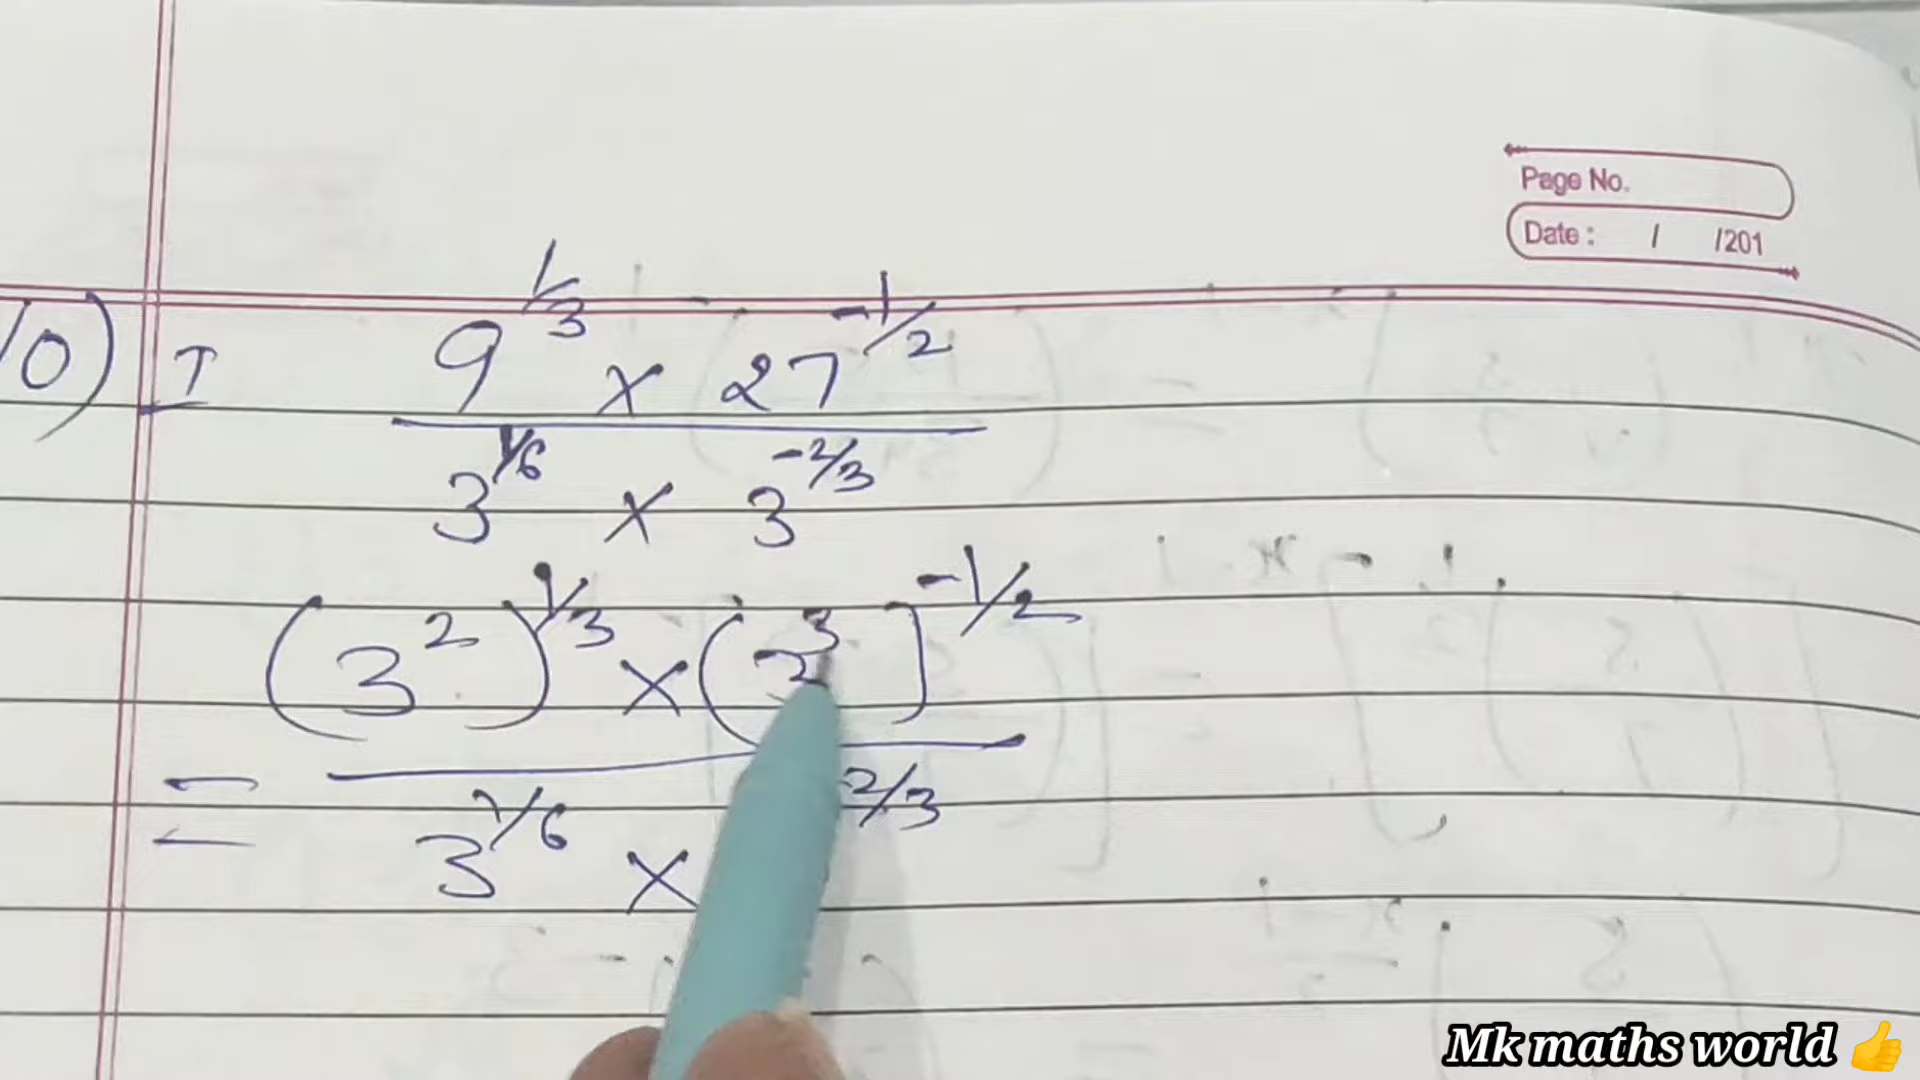 Page No.
Date : / /201
10) I 9^{1/3} × 27^{-1/2}
3^{1/6} × 3^{-2/3}
(3^2)^{1/3} × (3^3)^{-1/2}
=
3^{1/6} × 2/3
Mk maths world 👍